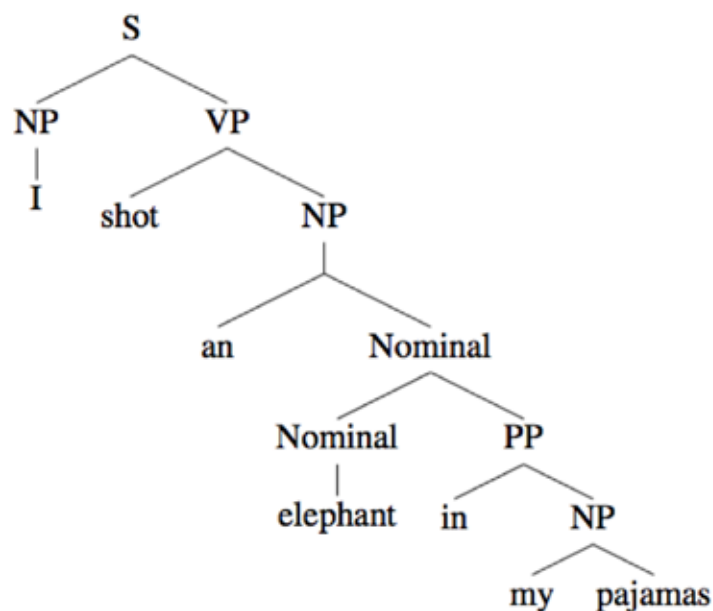 S
NP VP
I
shot NP
an Nominal
Nominal PP
elephant in NP
my pajamas